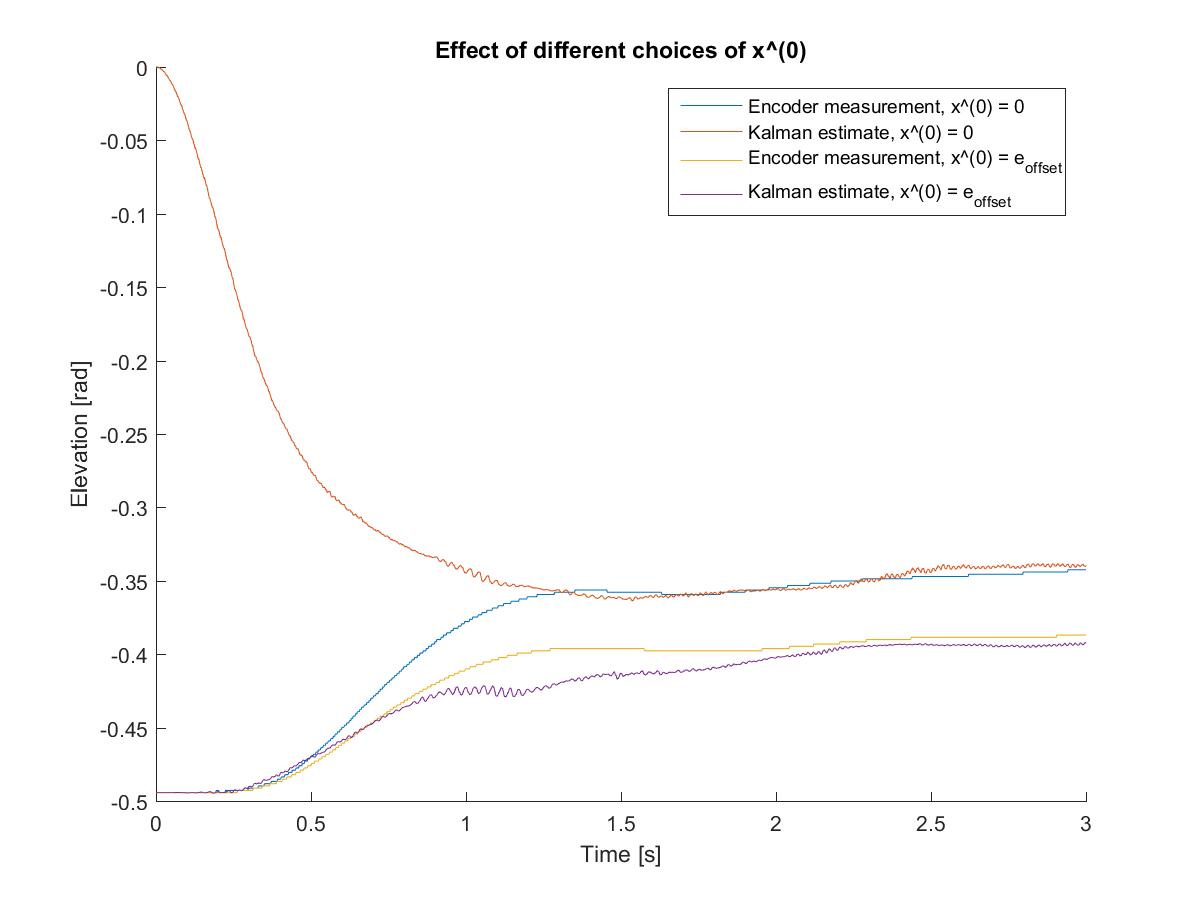 Effect of different choices of x^(0)
Encoder measurement, x^(0) = 0
Kalman estimate, x^(0) = 0
Encoder measurement, x^(0) = e_offset
Kalman estimate, x^(0) = e_offset
0
-0.05
-0.1
-0.15
-0.2
-0.25
-0.3
-0.35
-0.4
-0.45
-0.5
Elevation [rad]
0 0.5 1 1.5 2 2.5 3
Time [s]